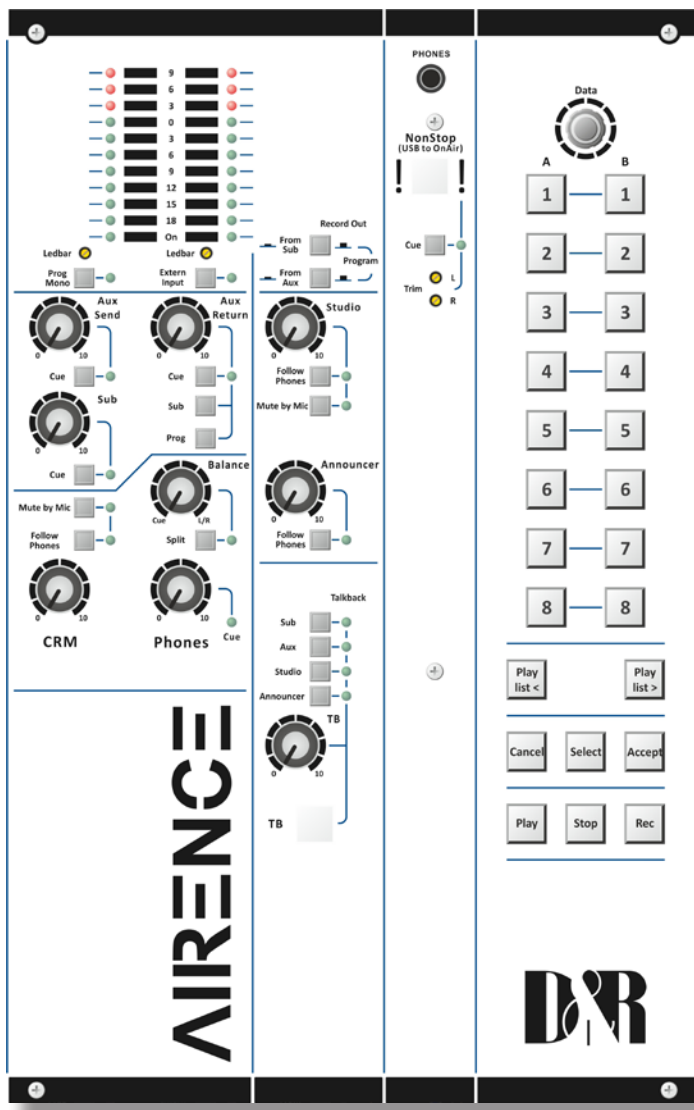 9
6
3
0
3
6
9
12
15
18
On
Ledbar
Ledbar
Prog
Mono
Extern
Input
Aux
Send
0 10
Cue
Sub
0 10
Cue
Aux
Return
0 10
Cue
Sub
Prog
Mute by Mic
Follow
Phones
0 10
CRM
Balance
Cue L/R
Split
0 10
Phones
Cue
AIRENCE
Record Out
From
Sub
Program
From
Aux
Studio
0 10
Follow
Phones
Mute by Mic
Announcer
0 10
Follow
Phones
Talkback
Sub
Aux
Studio
Announcer
TB
0 10
TB
PHONES
NonStop
(USB to OnAir)
! !
Cue
Trim
L
R
Data
A B
1 1
2 2
3 3
4 4
5 5
6 6
7 7
8 8
Play
list <
Play
list >
Cancel Select Accept
Play Stop Rec
D&R